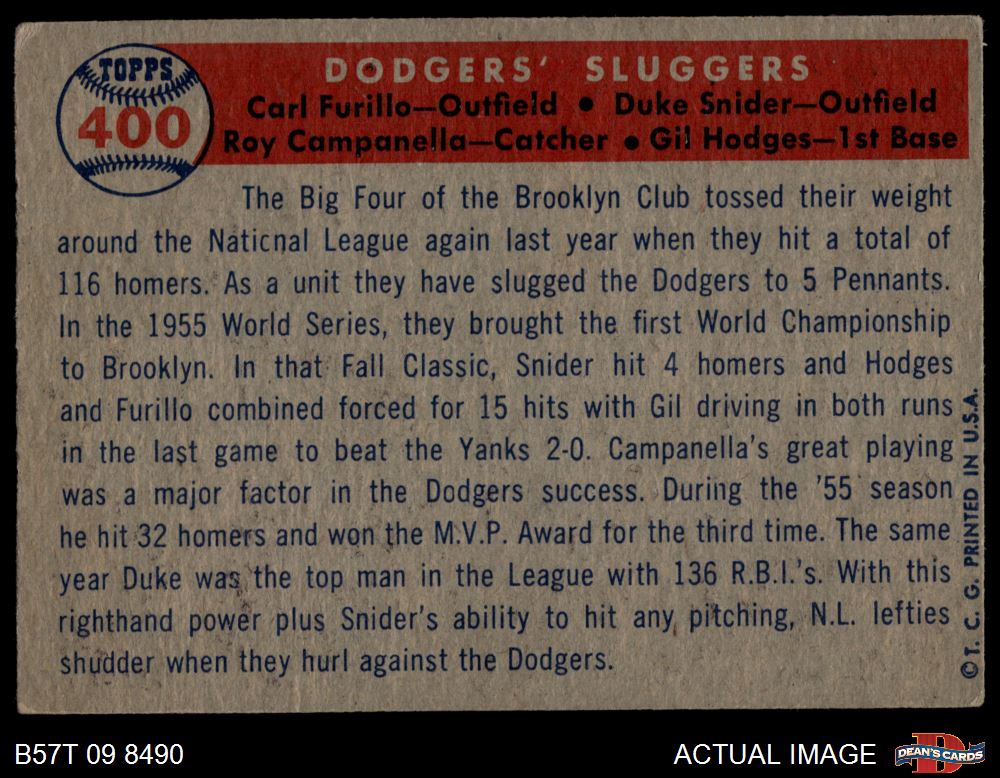 TOPPS
400
DODGERS' SLUGGERS
Carl Furillo—Outfield • Duke Snider—Outfield
Roy Campanella—Catcher • Gil Hodges—1st Base
The Big Four of the Brooklyn Club tossed their weight
around the National League again last year when they hit a total of
116 homers. As a unit they have slugged the Dodgers to 5 Pennants.
In the 1955 World Series, they brought the first World Championship
to Brooklyn. In that Fall Classic, Snider hit 4 homers and Hodges
and Furillo combined forced for 15 hits with Gil driving in both runs
in the last game to beat the Yanks 2-0. Campanella's great playing
was a major factor in the Dodgers success. During the '55 season
he hit 32 homers and won the M.V.P. Award for the third time. The same
year Duke was the top man in the League with 136 R.B.I.'s. With this
righthand power plus Snider's ability to hit any pitching, N.L. lefties
shudder when they hurl against the Dodgers.
© T. C. G. PRINTED IN U.S.A.
B57T 09 8490
ACTUAL IMAGE
DEAN'S CARDS